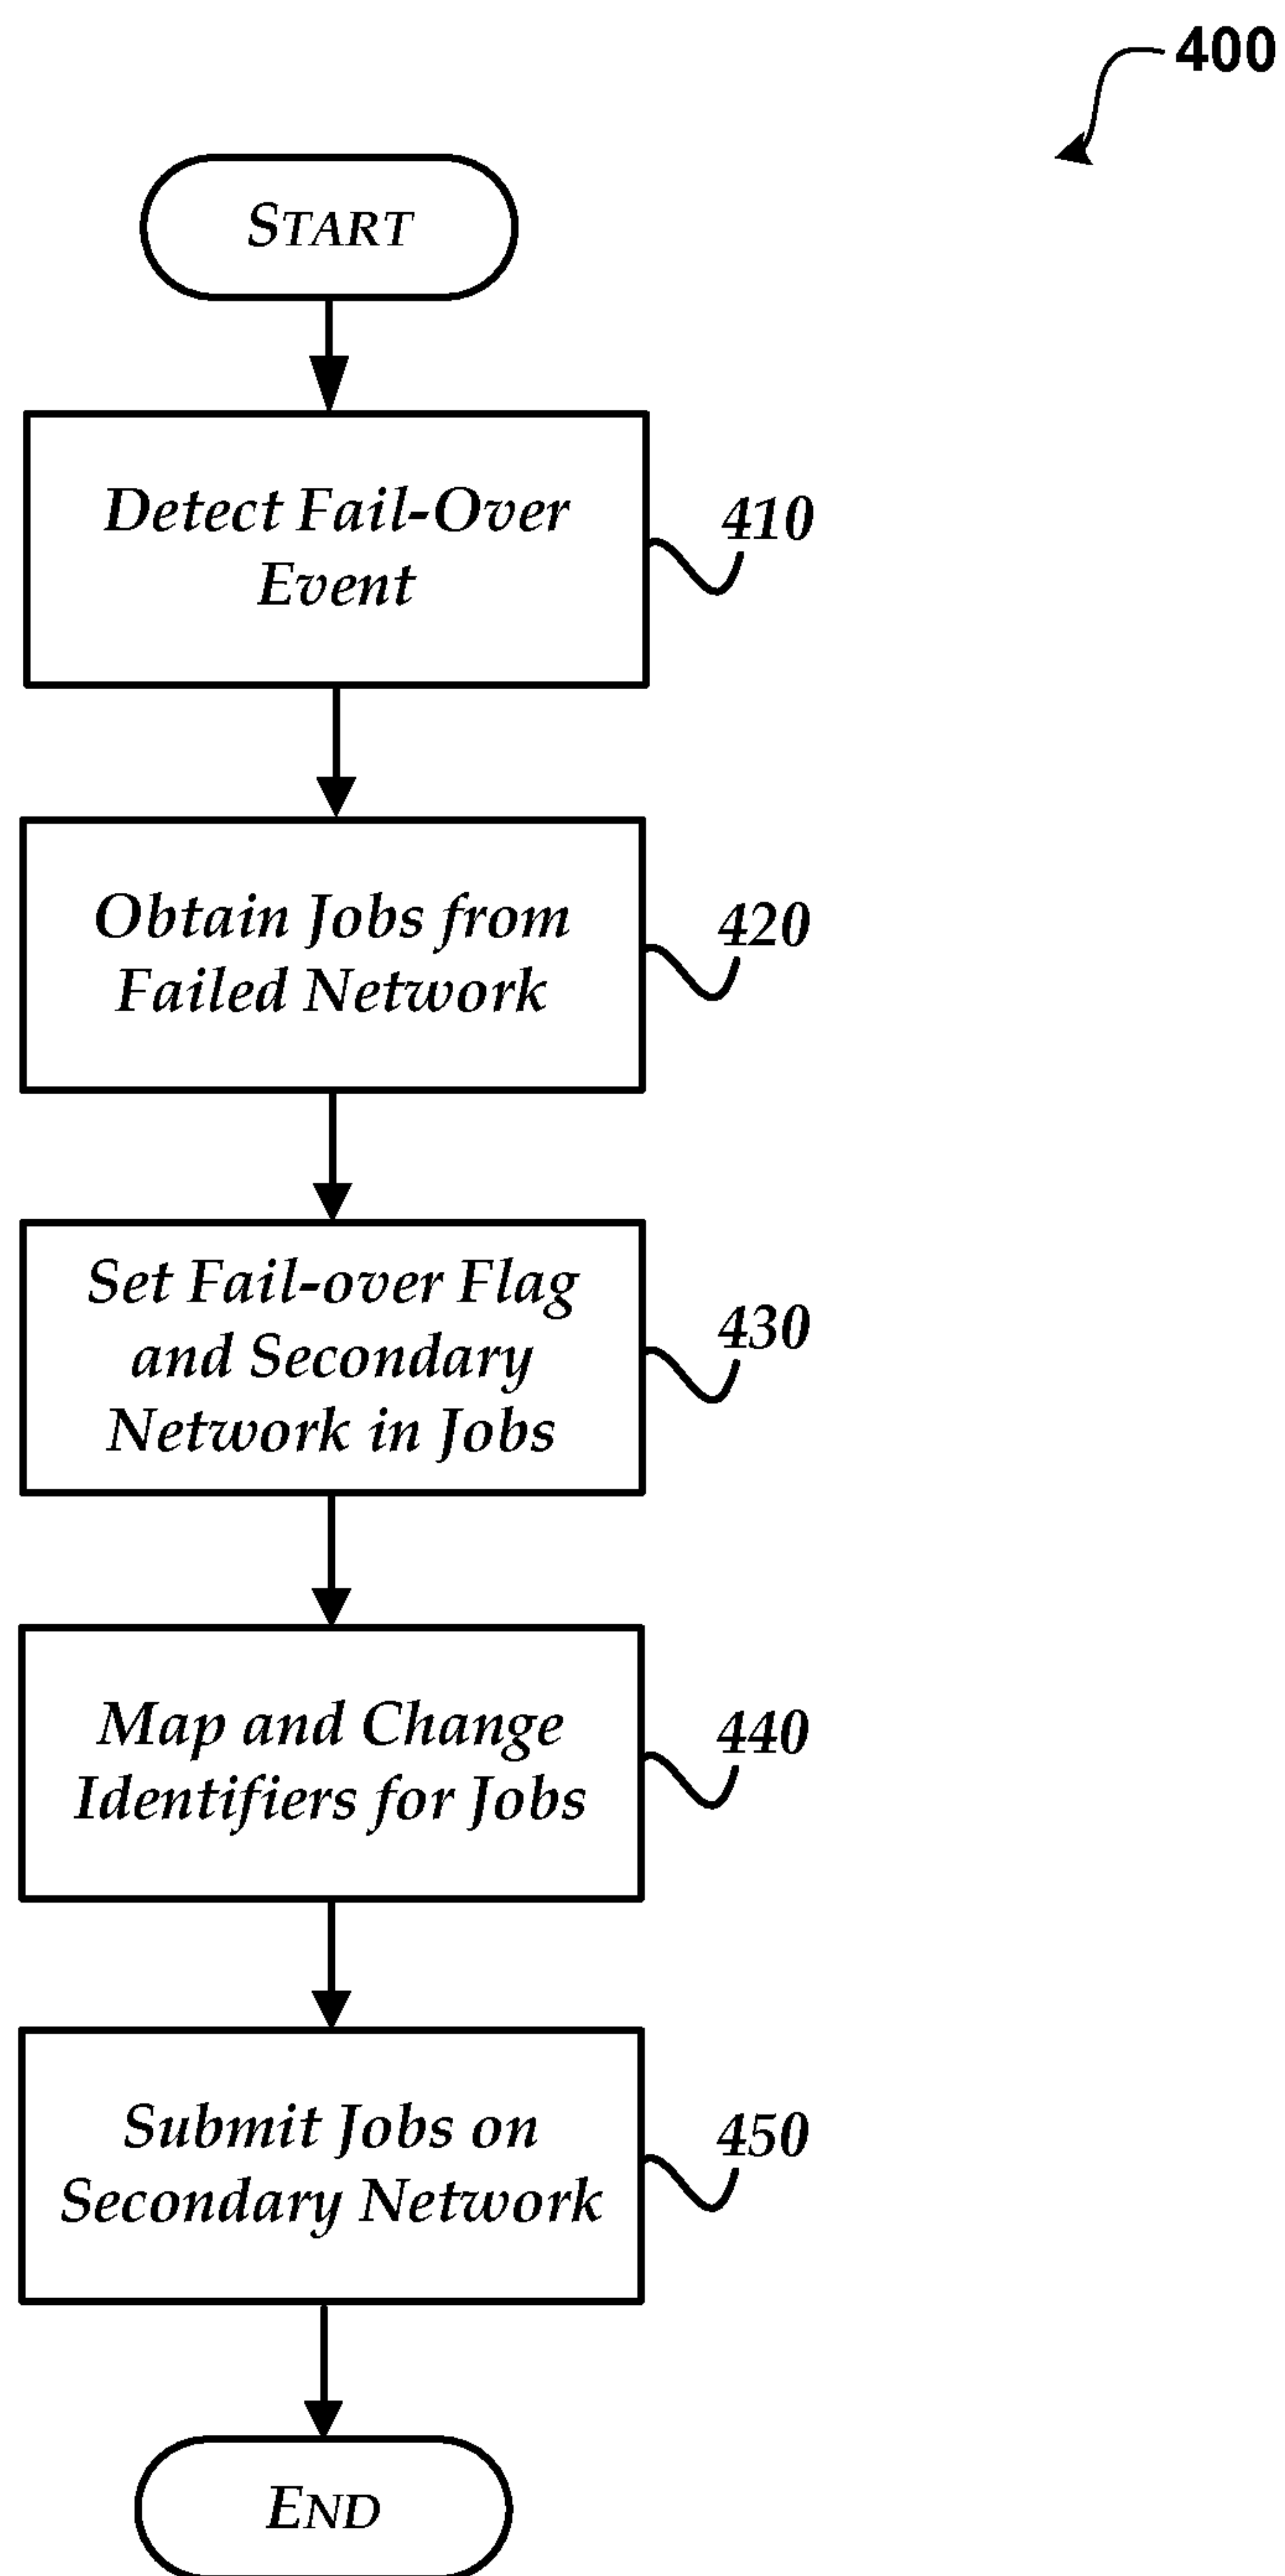 400
START
Detect Fail-Over
Event
410
Obtain Jobs from
Failed Network
420
Set Fail-over Flag
and Secondary
Network in Jobs
430
Map and Change
Identifiers for Jobs
440
Submit Jobs on
Secondary Network
450
END